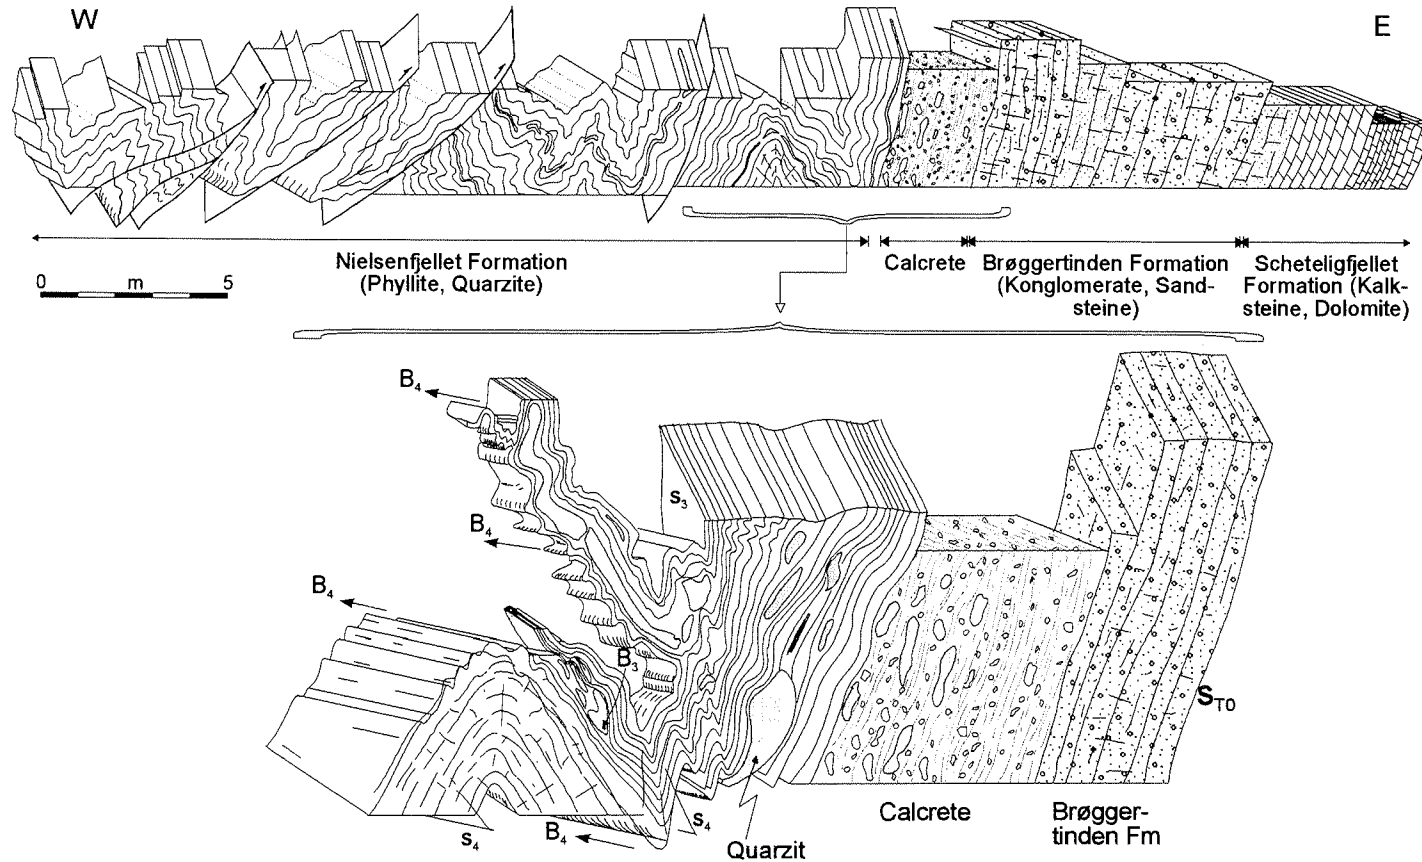 W
E
Nielsenfjellet Formation
(Phyllite, Quarzite)
Calcrete
Brøggertinden Formation
(Konglomerate, Sand-
steine)
Scheteligfjellet
Formation (Kalk-
steine, Dolomite)
0 m 5
B4
s3
B4
B4
B3
ST0
s4
B4
s4
Quarzit
Calcrete
Brøgger-
tinden Fm